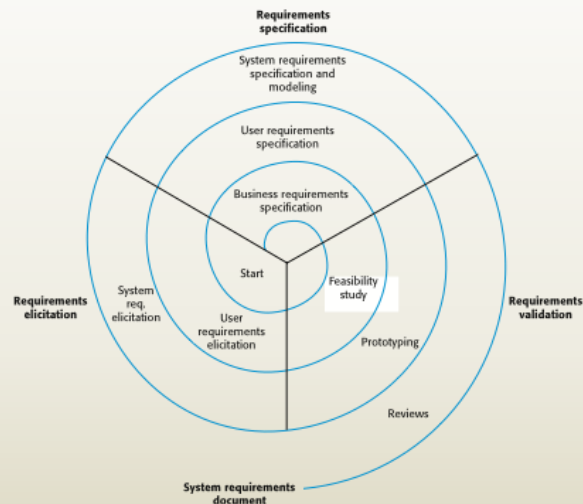 Requirements
specification
System requirements
specification and
modeling
User requirements
specification
Business requirements
specification
Start
Feasibility
study
System
req.
elicitation
User
requirements
elicitation
Requirements
elicitation
Requirements
validation
Prototyping
Reviews
System requirements
document